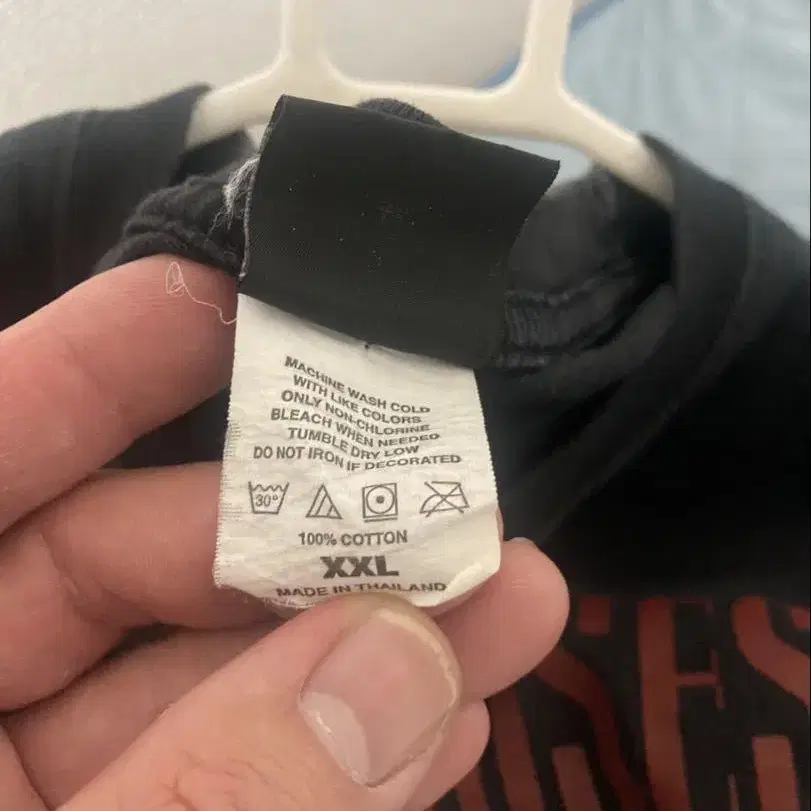 MACHINE WASH COLD
WITH LIKE COLORS
ONLY NON-CHLORINE
BLEACH WHEN NEEDED
TUMBLE DRY LOW
DO NOT IRON IF DECORATED
30°
100% COTTON
XXL
MADE IN THAILAND